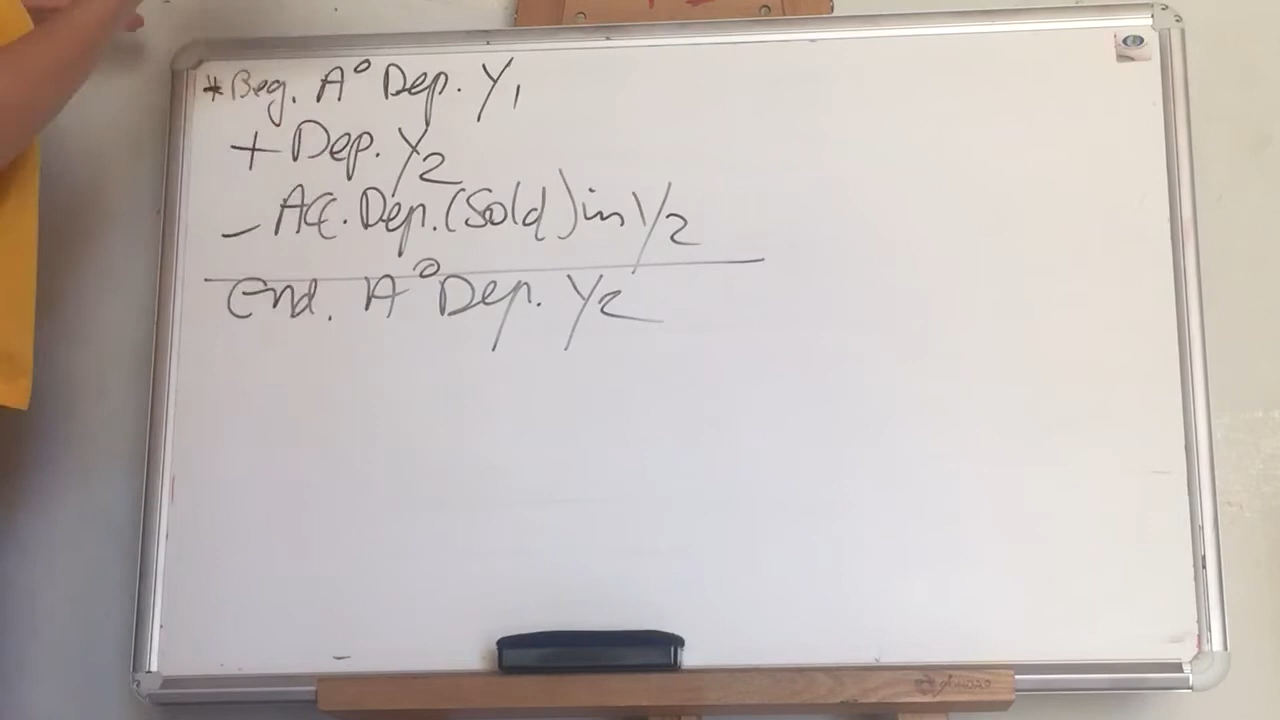 *Beg. A° Dep. Y1
+ Dep. Y2
- Acc. Dep. (Sold) in Y2
End. A° Dep. Y2